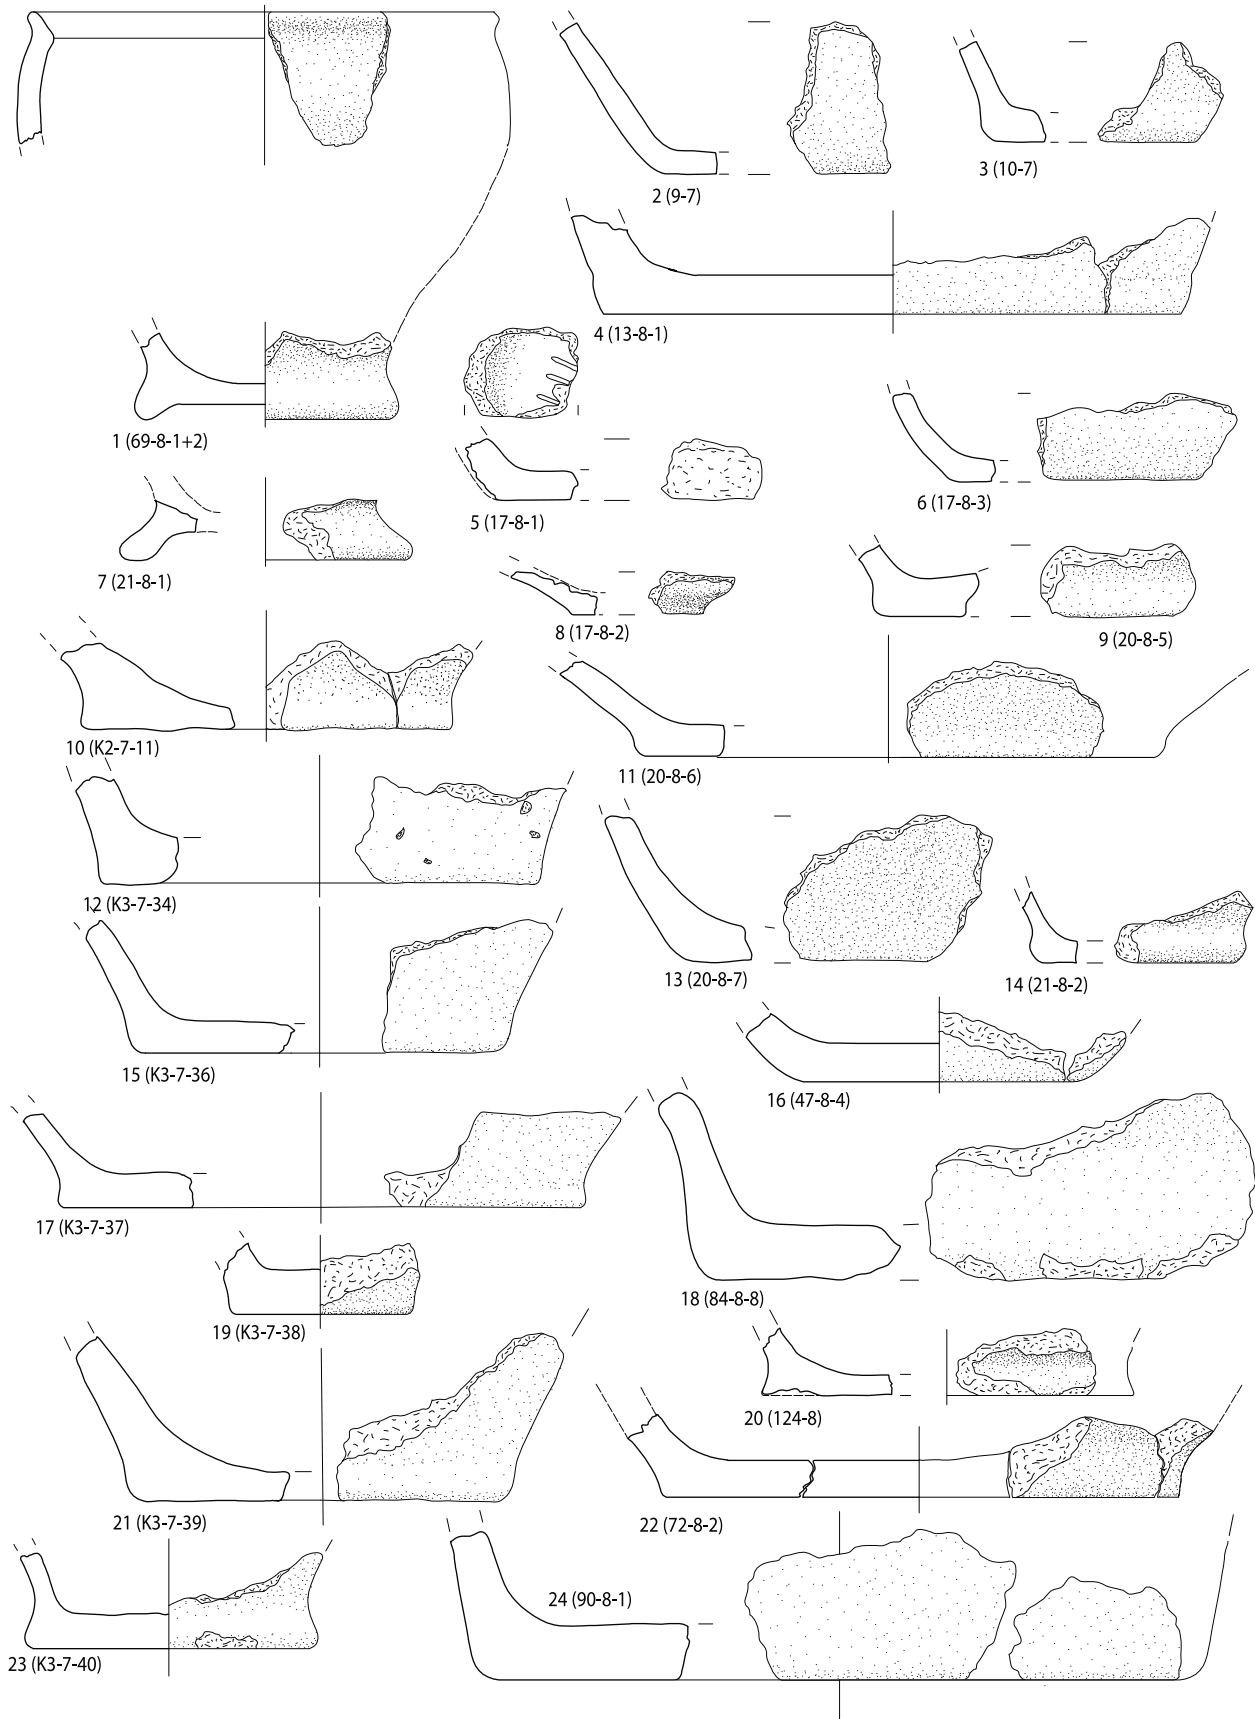 1 (69-8-1+2)
2 (9-7)
3 (10-7)
4 (13-8-1)
5 (17-8-1)
6 (17-8-3)
7 (21-8-1)
8 (17-8-2)
9 (20-8-5)
10 (K2-7-11)
11 (20-8-6)
12 (K3-7-34)
13 (20-8-7)
14 (21-8-2)
15 (K3-7-36)
16 (47-8-4)
17 (K3-7-37)
18 (84-8-8)
19 (K3-7-38)
20 (124-8)
21 (K3-7-39)
22 (72-8-2)
23 (K3-7-40)
24 (90-8-1)